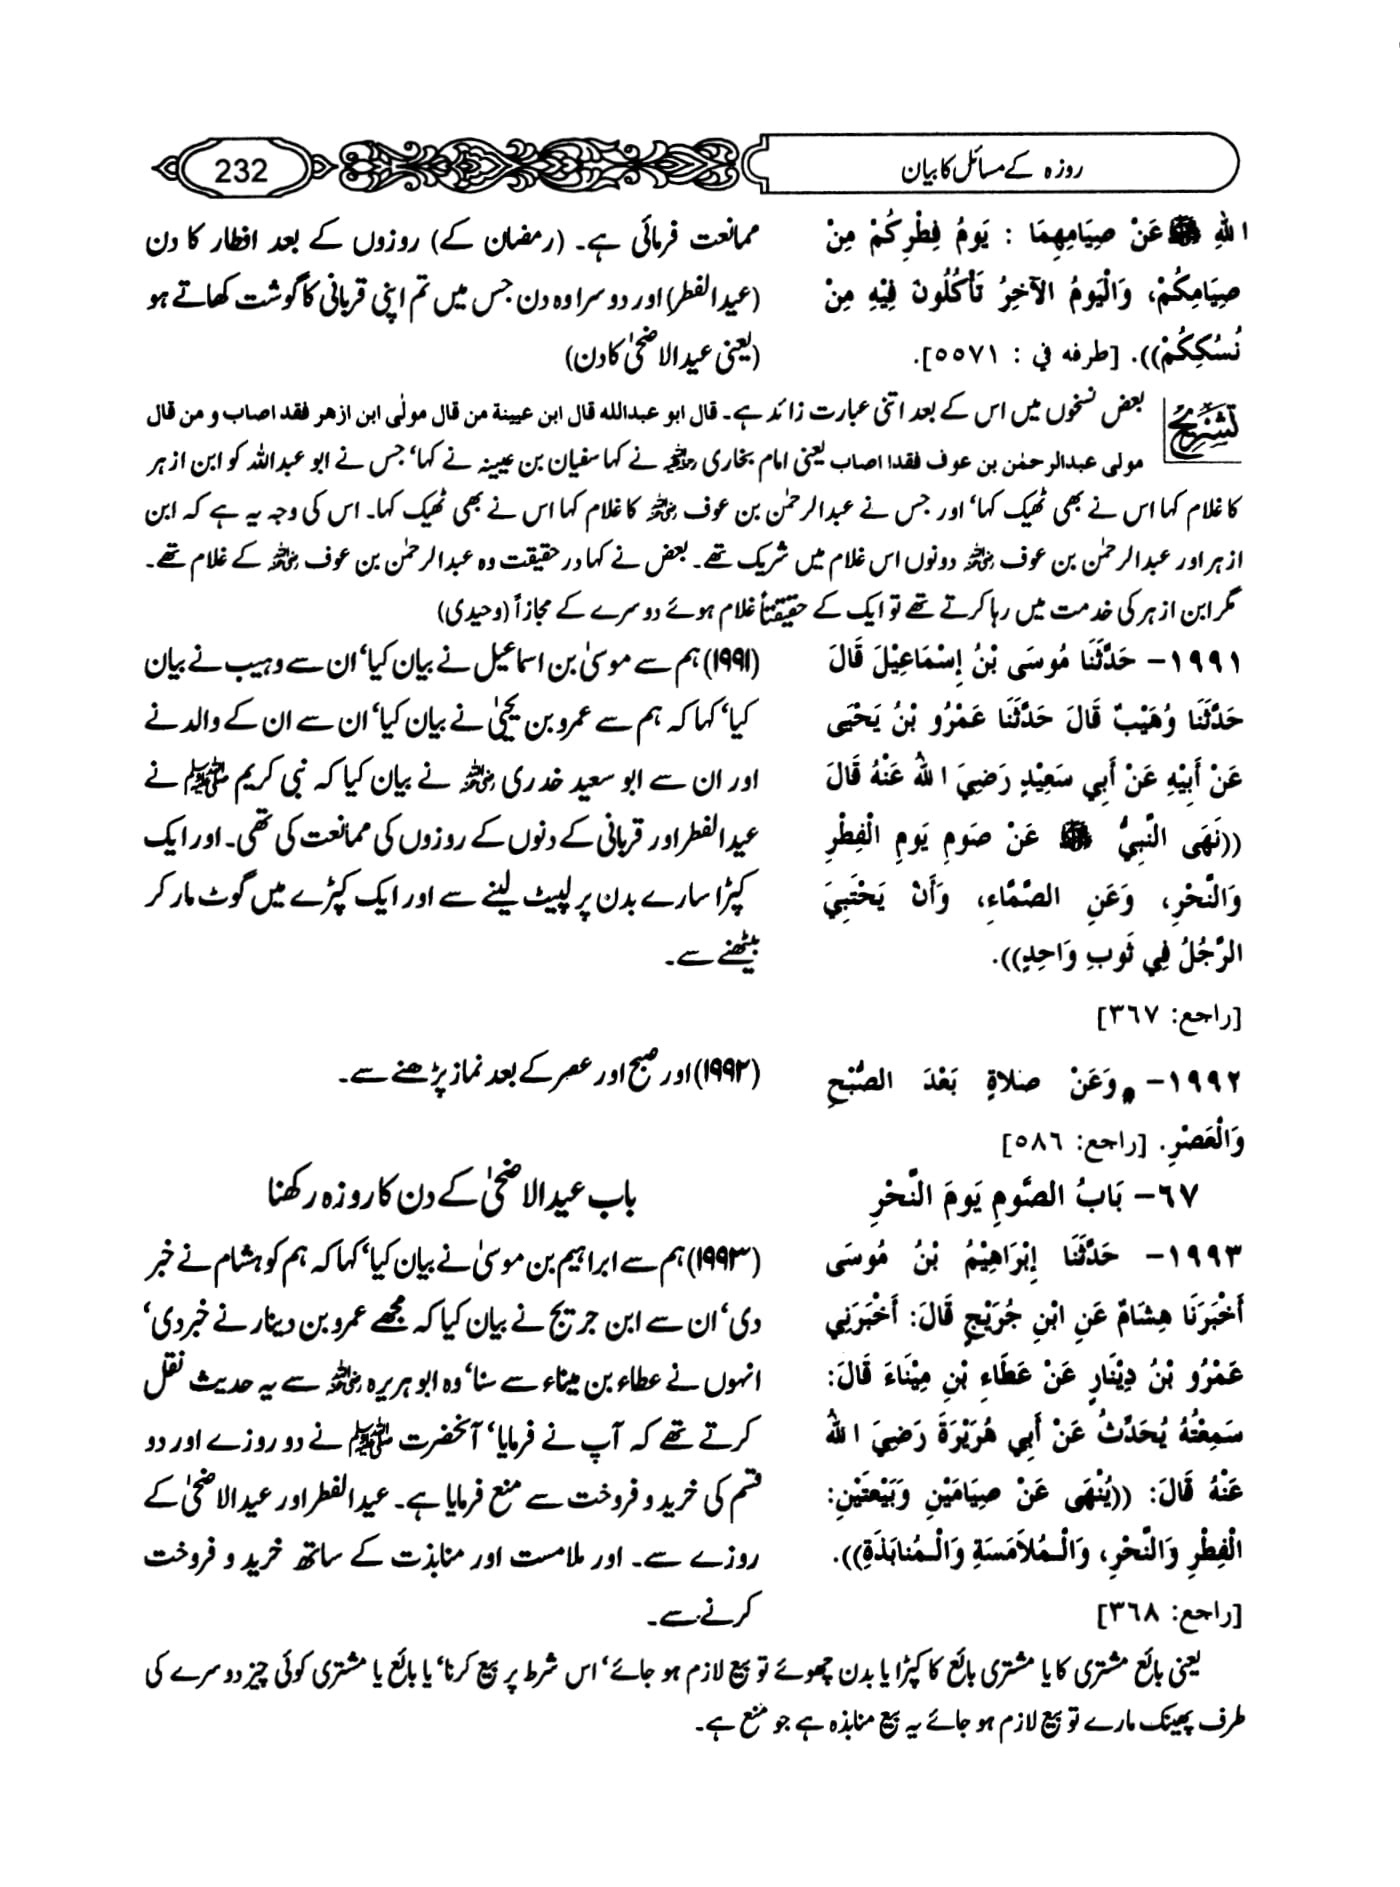 روزہ کے مسائل کا بیان
232
اللهِ ﷺ عَنْ صِيَامِهِمَا : يَومُ فِطْرِكُمْ مِنْ
صِيَامِكُمْ، وَالْيَومُ الآخِرُ تَأْكُلُونَ فِيْهِ مِنْ
نُسُكِكُمْ)). [طرفه في : ٥٥٧١].
ممانعت فرمائی ہے۔ (رمضان کے) روزوں کے بعد افطار کا دن
(عیدالفطر) اور دوسرا وہ دن جس میں تم اپنی قربانی کا گوشت کھاتے ہو
(یعنی عیدالاضحیٰ کا دن)
تشریح
بعض نسخوں میں اس کے بعد اتنی عبارت زائد ہے۔ قال ابو عبدالله قال ابن عيينة من قال مولى ابن ازهر فقد اصاب و من قال
مولى عبدالرحمٰن بن عوف فقدا اصاب یعنی امام بخاری رحمہ اللہ نے کہا سفیان بن عیینہ نے کہا‘ جس نے ابو عبداللہ کو ابن ازہر
کا غلام کہا اس نے بھی ٹھیک کہا‘ اور جس نے عبدالرحمٰن بن عوف رضی اللہ عنہ کا غلام کہا اس نے بھی ٹھیک کہا۔ اس کی وجہ یہ ہے کہ ابن
ازہر اور عبدالرحمٰن بن عوف رضی اللہ عنہ دونوں اس غلام میں شریک تھے۔ بعض نے کہا در حقیقت وہ عبدالرحمٰن بن عوف رضی اللہ عنہ کے غلام تھے۔
مگر ابن ازہر کی خدمت میں رہا کرتے تھے تو ایک کے حقیقتاً غلام ہوئے دوسرے کے مجازاً (وحیدی)
١٩٩١- حَدَّثَنَا مُوسَى بْنُ إِسْمَاعِيْلَ قَالَ
حَدَّثَنَا وُهَيْبٌ قَالَ حَدَّثَنَا عَمْرُو بْنُ يَحْيَى
عَنْ أَبِيْهِ عَنْ أَبِي سَعِيْدٍ رَضِيَ اللهُ عَنْهُ قَالَ
((نَهَى النَّبِيُّ ﷺ عَنْ صَومِ يَومِ الْفِطْرِ
وَالنَّحْرِ، وَعَنِ الصَّمَّاءِ، وَأَنْ يَحْتَبِيَ
الرَّجُلُ فِي ثَوبٍ وَاحِدٍ)).
[راجع: ٣٦٧]
(۱۹۹۱) ہم سے موسیٰ بن اسماعیل نے بیان کیا‘ ان سے وہیب نے بیان
کیا‘ کہا کہ ہم سے عمرو بن یحییٰ نے بیان کیا‘ ان سے ان کے والد نے
اور ان سے ابو سعید خدری رضی اللہ عنہ نے بیان کیا کہ نبی کریم ﷺ نے
عیدالفطر اور قربانی کے دنوں کے روزوں کی ممانعت کی تھی۔ اور ایک
کپڑا سارے بدن پر لپیٹ لینے سے اور ایک کپڑے میں گوٹ مار کر
بیٹھنے سے۔
١٩٩٢- وَعَنْ صَلاةٍ بَعْدَ الصُّبْحِ
وَالْعَصْرِ. [راجع: ٥٨٦]
(۱۹۹۲) اور صبح اور عصر کے بعد نماز پڑھنے سے۔
٦٧- بَابُ الصَّومِ يَومَ النَّحْرِ
باب عیدالاضحیٰ کے دن کا روزہ رکھنا
١٩٩٣- حَدَّثَنَا إِبْرَاهِيْمُ بْنُ مُوسَى
أَخْبَرَنَا هِشَامٌ عَنِ ابْنِ جُرَيْجٍ قَالَ: أَخْبَرَنِي
عَمْرُو بْنُ دِيْنَارٍ عَنْ عَطَاءِ بْنِ مِيْنَاءَ قَالَ:
سَمِعْتُهُ يُحَدِّثُ عَنْ أَبِي هُرَيْرَةَ رَضِيَ اللهُ
عَنْهُ قَالَ: ((يُنْهَى عَنْ صِيَامَيْنِ وَبَيْعَتَيْنِ:
الْفِطْرِ وَالنَّحْرِ، وَالْـمُلاَمَسَةِ وَالْـمُنَابَذَةِ)).
[راجع: ٣٦٨]
(۱۹۹۳) ہم سے ابراہیم بن موسیٰ نے بیان کیا‘ کہا کہ ہم کو ہشام نے خبر
دی‘ ان سے ابن جریج نے بیان کیا کہ مجھے عمرو بن دینار نے خبر دی‘
انہوں نے عطاء بن میناء سے سنا‘ وہ ابو ہریرہ رضی اللہ عنہ سے یہ حدیث نقل
کرتے تھے کہ آپ نے فرمایا‘ آنحضرت ﷺ نے دو روزے اور دو
قسم کی خرید و فروخت سے منع فرمایا ہے۔ عیدالفطر اور عیدالاضحیٰ کے
روزے سے۔ اور ملامست اور منابذت کے ساتھ خرید و فروخت
کرنے سے۔
یعنی بائع مشتری کا یا مشتری بائع کا کپڑا یا بدن چھوئے تو بیع لازم ہو جائے‘ اس شرط پر بیع کرنا‘ یا بائع یا مشتری کوئی چیز دوسرے کی
طرف پھینک مارے تو بیع لازم ہو جائے یہ بیع منابذہ ہے جو منع ہے۔